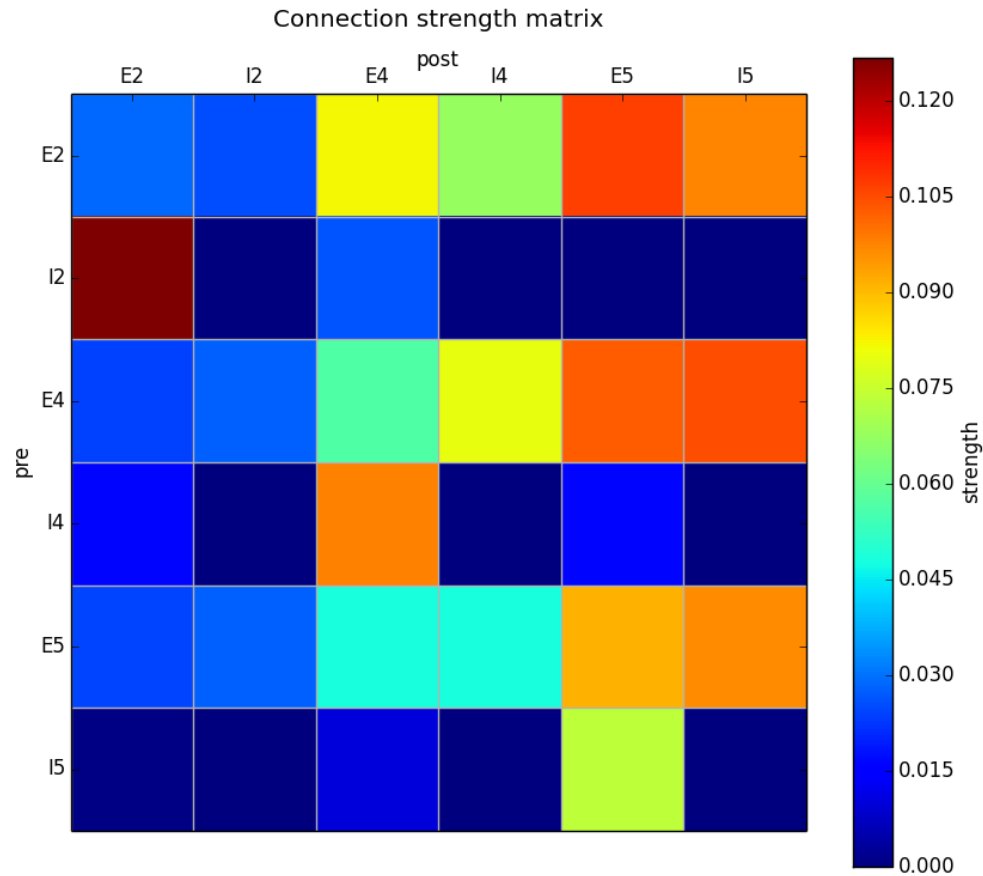 Connection strength matrix
post
E2 I2 E4 I4 E5 I5
E2
I2
E4
I4
E5
I5
pre
0.120
0.105
0.090
0.075
0.060
0.045
0.030
0.015
0.000
strength